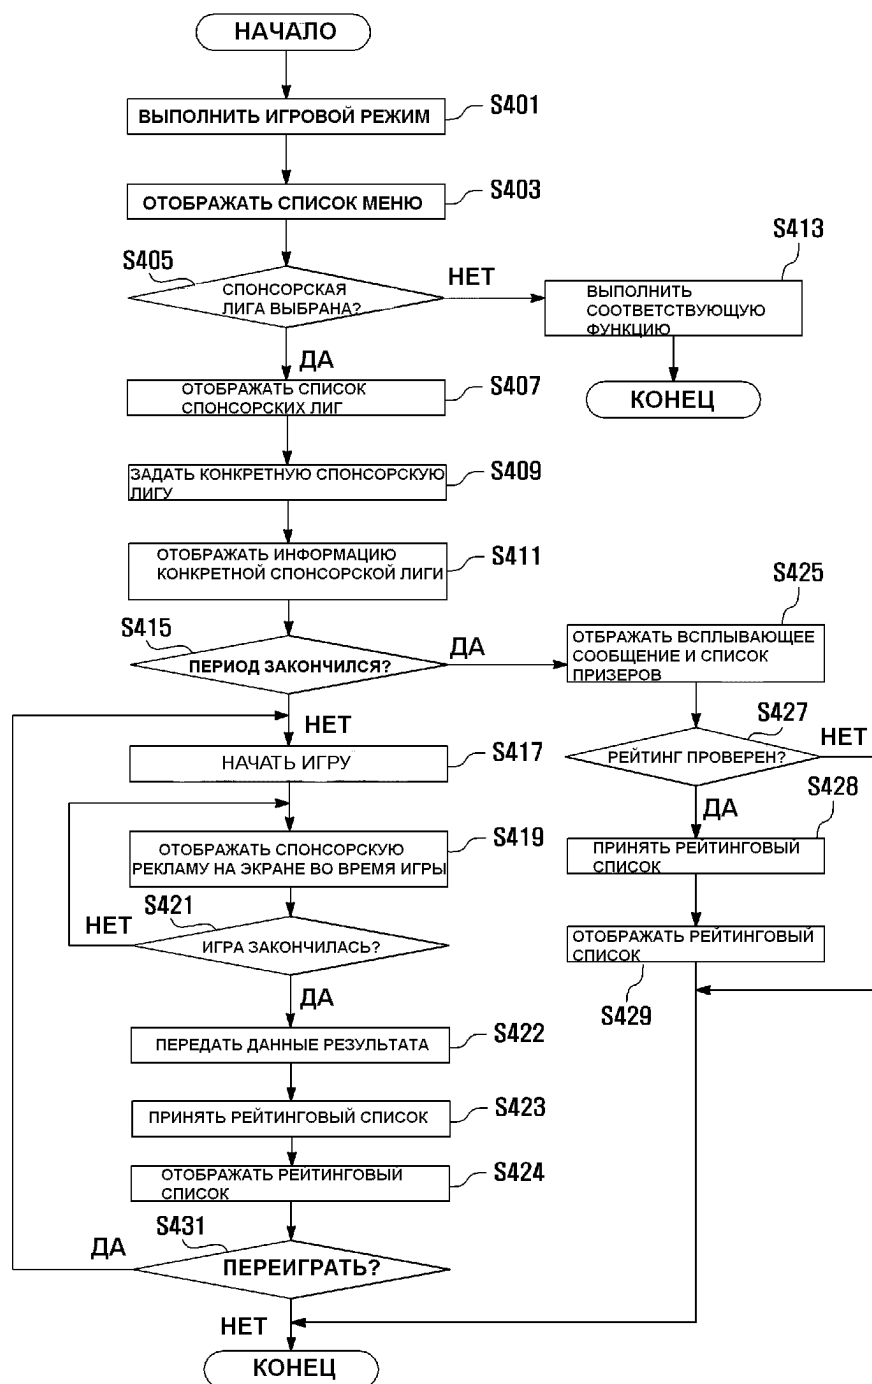 НАЧАЛО
S401
ВЫПОЛНИТЬ ИГРОВОЙ РЕЖИМ
S403
ОТОБРАЖАТЬ СПИСОК МЕНЮ
S405
СПОНСОРСКАЯ
ЛИГА ВЫБРАНА?
НЕТ
S413
ВЫПОЛНИТЬ
СООТВЕТСТВУЮЩУЮ
ФУНКЦИЮ
КОНЕЦ
ДА
S407
ОТОБРАЖАТЬ СПИСОК
СПОНСОРСКИХ ЛИГ
S409
ЗАДАТЬ КОНКРЕТНУЮ СПОНСОРСКУЮ
ЛИГУ
S411
ОТОБРАЖАТЬ ИНФОРМАЦИЮ
КОНКРЕТНОЙ СПОНСОРСКОЙ ЛИГИ
S415
ПЕРИОД ЗАКОНЧИЛСЯ?
ДА
S425
ОТБРАЖАТЬ ВСПЛЫВАЮЩЕЕ
СООБЩЕНИЕ И СПИСОК
ПРИЗЕРОВ
НЕТ
S417
НАЧАТЬ ИГРУ
S427
РЕЙТИНГ ПРОВЕРЕН?
НЕТ
ДА
S428
ПРИНЯТЬ РЕЙТИНГОВЫЙ
СПИСОК
ОТОБРАЖАТЬ РЕЙТИНГОВЫЙ
СПИСОК
S429
S419
ОТОБРАЖАТЬ СПОНСОРСКУЮ
РЕКЛАМУ НА ЭКРАНЕ ВО ВРЕМЯ ИГРЫ
S421
НЕТ
ИГРА ЗАКОНЧИЛАСЬ?
ДА
S422
ПЕРЕДАТЬ ДАННЫЕ РЕЗУЛЬТАТА
S423
ПРИНЯТЬ РЕЙТИНГОВЫЙ СПИСОК
S424
ОТОБРАЖАТЬ РЕЙТИНГОВЫЙ
СПИСОК
S431
ДА
ПЕРЕИГРАТЬ?
НЕТ
КОНЕЦ